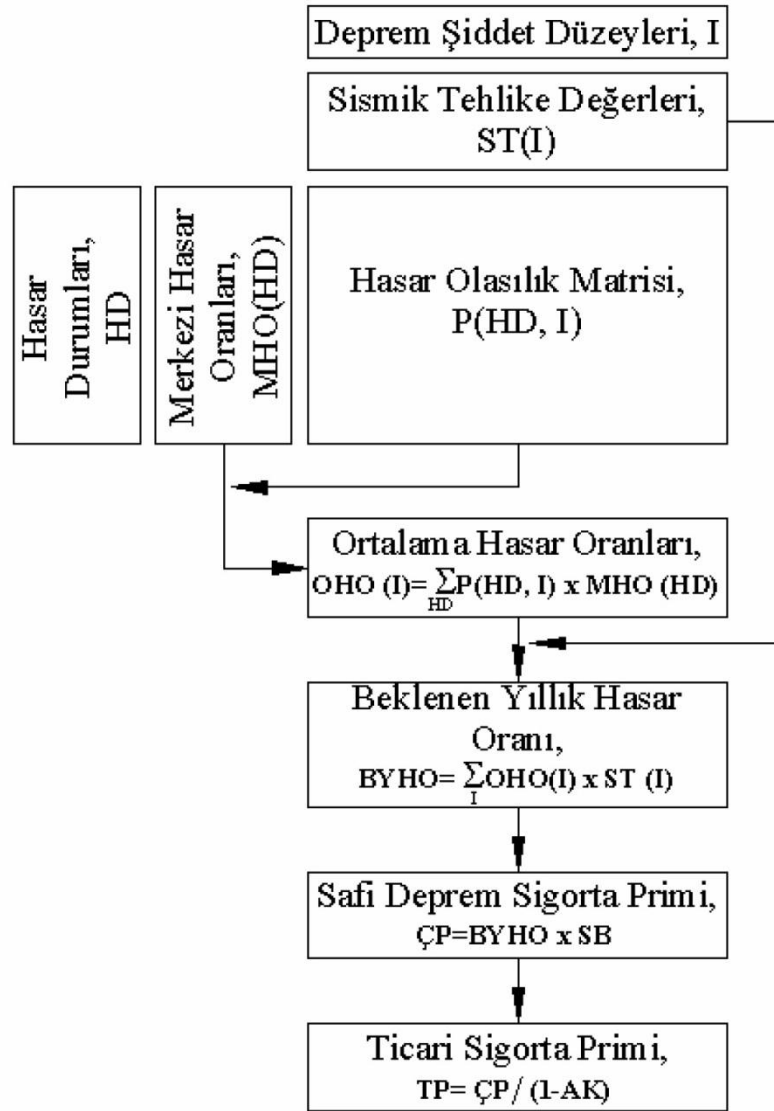 Deprem Şiddet Düzeyleri, I
Sismik Tehlike Değerleri,
ST(I)
Hasar
Durumları,
HD
Merkezi Hasar
Oranları,
MHO(HD)
Hasar Olasılık Matrisi,
P(HD, I)
Ortalama Hasar Oranları,
OHO (I)= ∑P(HD, I) x MHO (HD)
HD
Beklenen Yıllık Hasar
Oranı,
BYHO= ∑OHO(I) x ST (I)
I
Safi Deprem Sigorta Primi,
ÇP=BYHO x SB
Ticari Sigorta Primi,
TP= ÇP/ (1-AK)